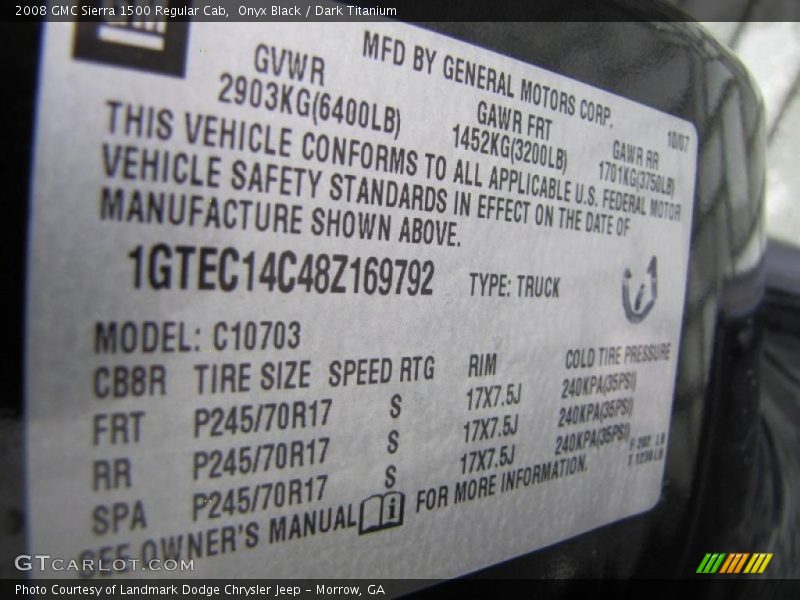 2008 GMC Sierra 1500 Regular Cab, Onyx Black / Dark Titanium
GM
MFD BY GENERAL MOTORS CORP.
10/07
GVWR GAWR FRT GAWR RR
2903KG(6400LB) 1452KG(3200LB) 1701KG(3750LB)
THIS VEHICLE CONFORMS TO ALL APPLICABLE U.S. FEDERAL MOTOR
VEHICLE SAFETY STANDARDS IN EFFECT ON THE DATE OF
MANUFACTURE SHOWN ABOVE.
1GTEC14C48Z169792 TYPE: TRUCK
MODEL: C10703
CB8R TIRE SIZE SPEED RTG RIM COLD TIRE PRESSURE
FRT P245/70R17 S 17X7.5J 240KPA(35PSI)
RR P245/70R17 S 17X7.5J 240KPA(35PSI)
SPA P245/70R17 S 17X7.5J 240KPA(35PSI)
F 282 LB
T 1230 LB
SEE OWNER'S MANUAL i FOR MORE INFORMATION.
GTCarLot.com
Photo Courtesy of Landmark Dodge Chrysler Jeep – Morrow, GA